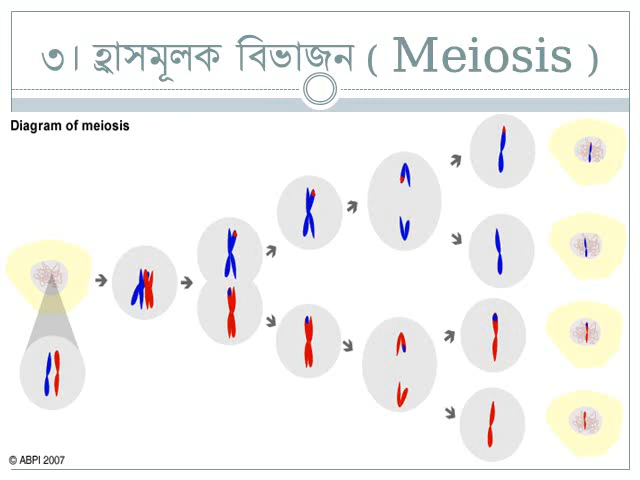 ৩। হ্রাসমূলক বিভাজন ( Meiosis )
Diagram of meiosis
© ABPI 2007